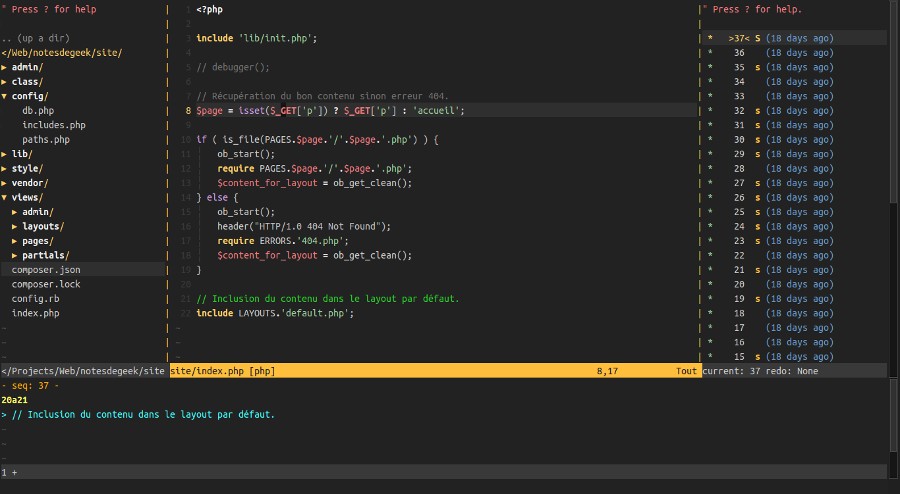 " Press ? for help
.. (up a dir)
</Web/notesdegeek/site/
▸ admin/
▸ class/
▾ config/
db.php
includes.php
paths.php
▸ lib/
▸ style/
▸ vendor/
▾ views/
▸ admin/
▸ layouts/
▸ pages/
▸ partials/
composer.json
composer.lock
config.rb
index.php
~
~
~
</Projects/Web/notesdegeek/site
1 <?php
2
3 include 'lib/init.php';
4
5 // debugger();
6
7 // Récupération du bon contenu sinon erreur 404.
8 $page = isset($_GET['p']) ? $_GET['p'] : 'accueil';
9
10 if ( is_file(PAGES.$page.'/'.$page.'.php') ) {
11 ob_start();
12 require PAGES.$page.'/'.$page.'.php';
13 $content_for_layout = ob_get_clean();
14 } else {
15 ob_start();
16 header("HTTP/1.0 404 Not Found");
17 require ERRORS.'404.php';
18 $content_for_layout = ob_get_clean();
19 }
20
21 // Inclusion du contenu dans le layout par défaut.
22 include LAYOUTS.'default.php';
~
~
~
site/index.php [php] 8,17 Tout
" Press ? for help.
* >37< S (18 days ago)
* 36 (18 days ago)
* 35 s (18 days ago)
* 34 (18 days ago)
* 33 (18 days ago)
* 32 s (18 days ago)
* 31 s (18 days ago)
* 30 s (18 days ago)
* 29 s (18 days ago)
* 28 (18 days ago)
* 27 s (18 days ago)
* 26 s (18 days ago)
* 25 s (18 days ago)
* 24 s (18 days ago)
* 23 s (18 days ago)
* 22 (18 days ago)
* 21 s (18 days ago)
* 20 (18 days ago)
* 19 s (18 days ago)
* 18 (18 days ago)
* 17 (18 days ago)
* 16 (18 days ago)
* 15 s (18 days ago)
current: 37 redo: None
- seq: 37 -
20a21
> // Inclusion du contenu dans le layout par défaut.
~
~
~
1 +